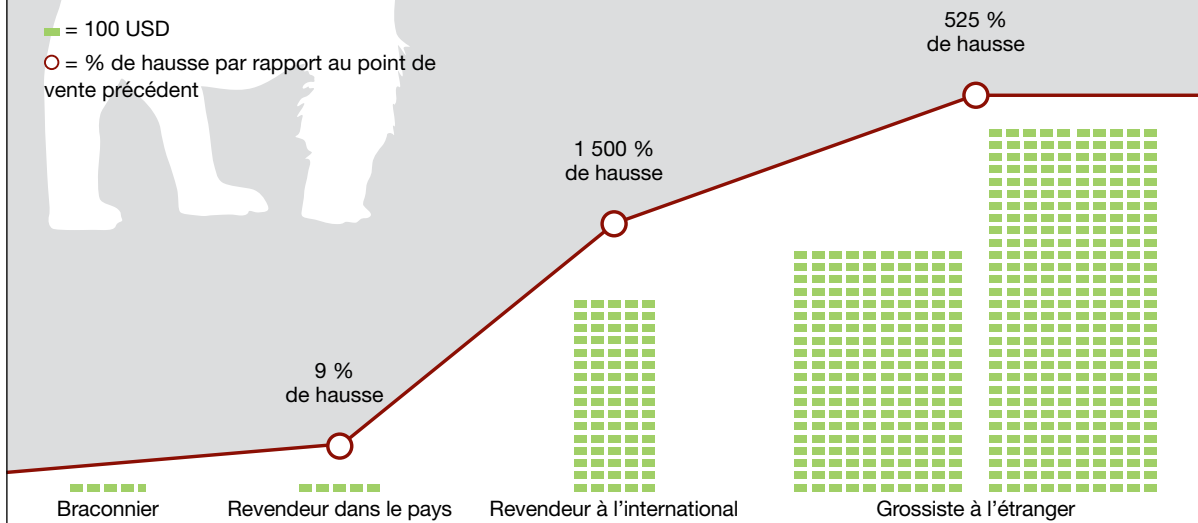 = 100 USD
= % de hausse par rapport au point de
vente précédent
525 %
de hausse
1 500 %
de hausse
9 %
de hausse
Braconnier
Revendeur dans le pays
Revendeur à l’international
Grossiste à l’étranger